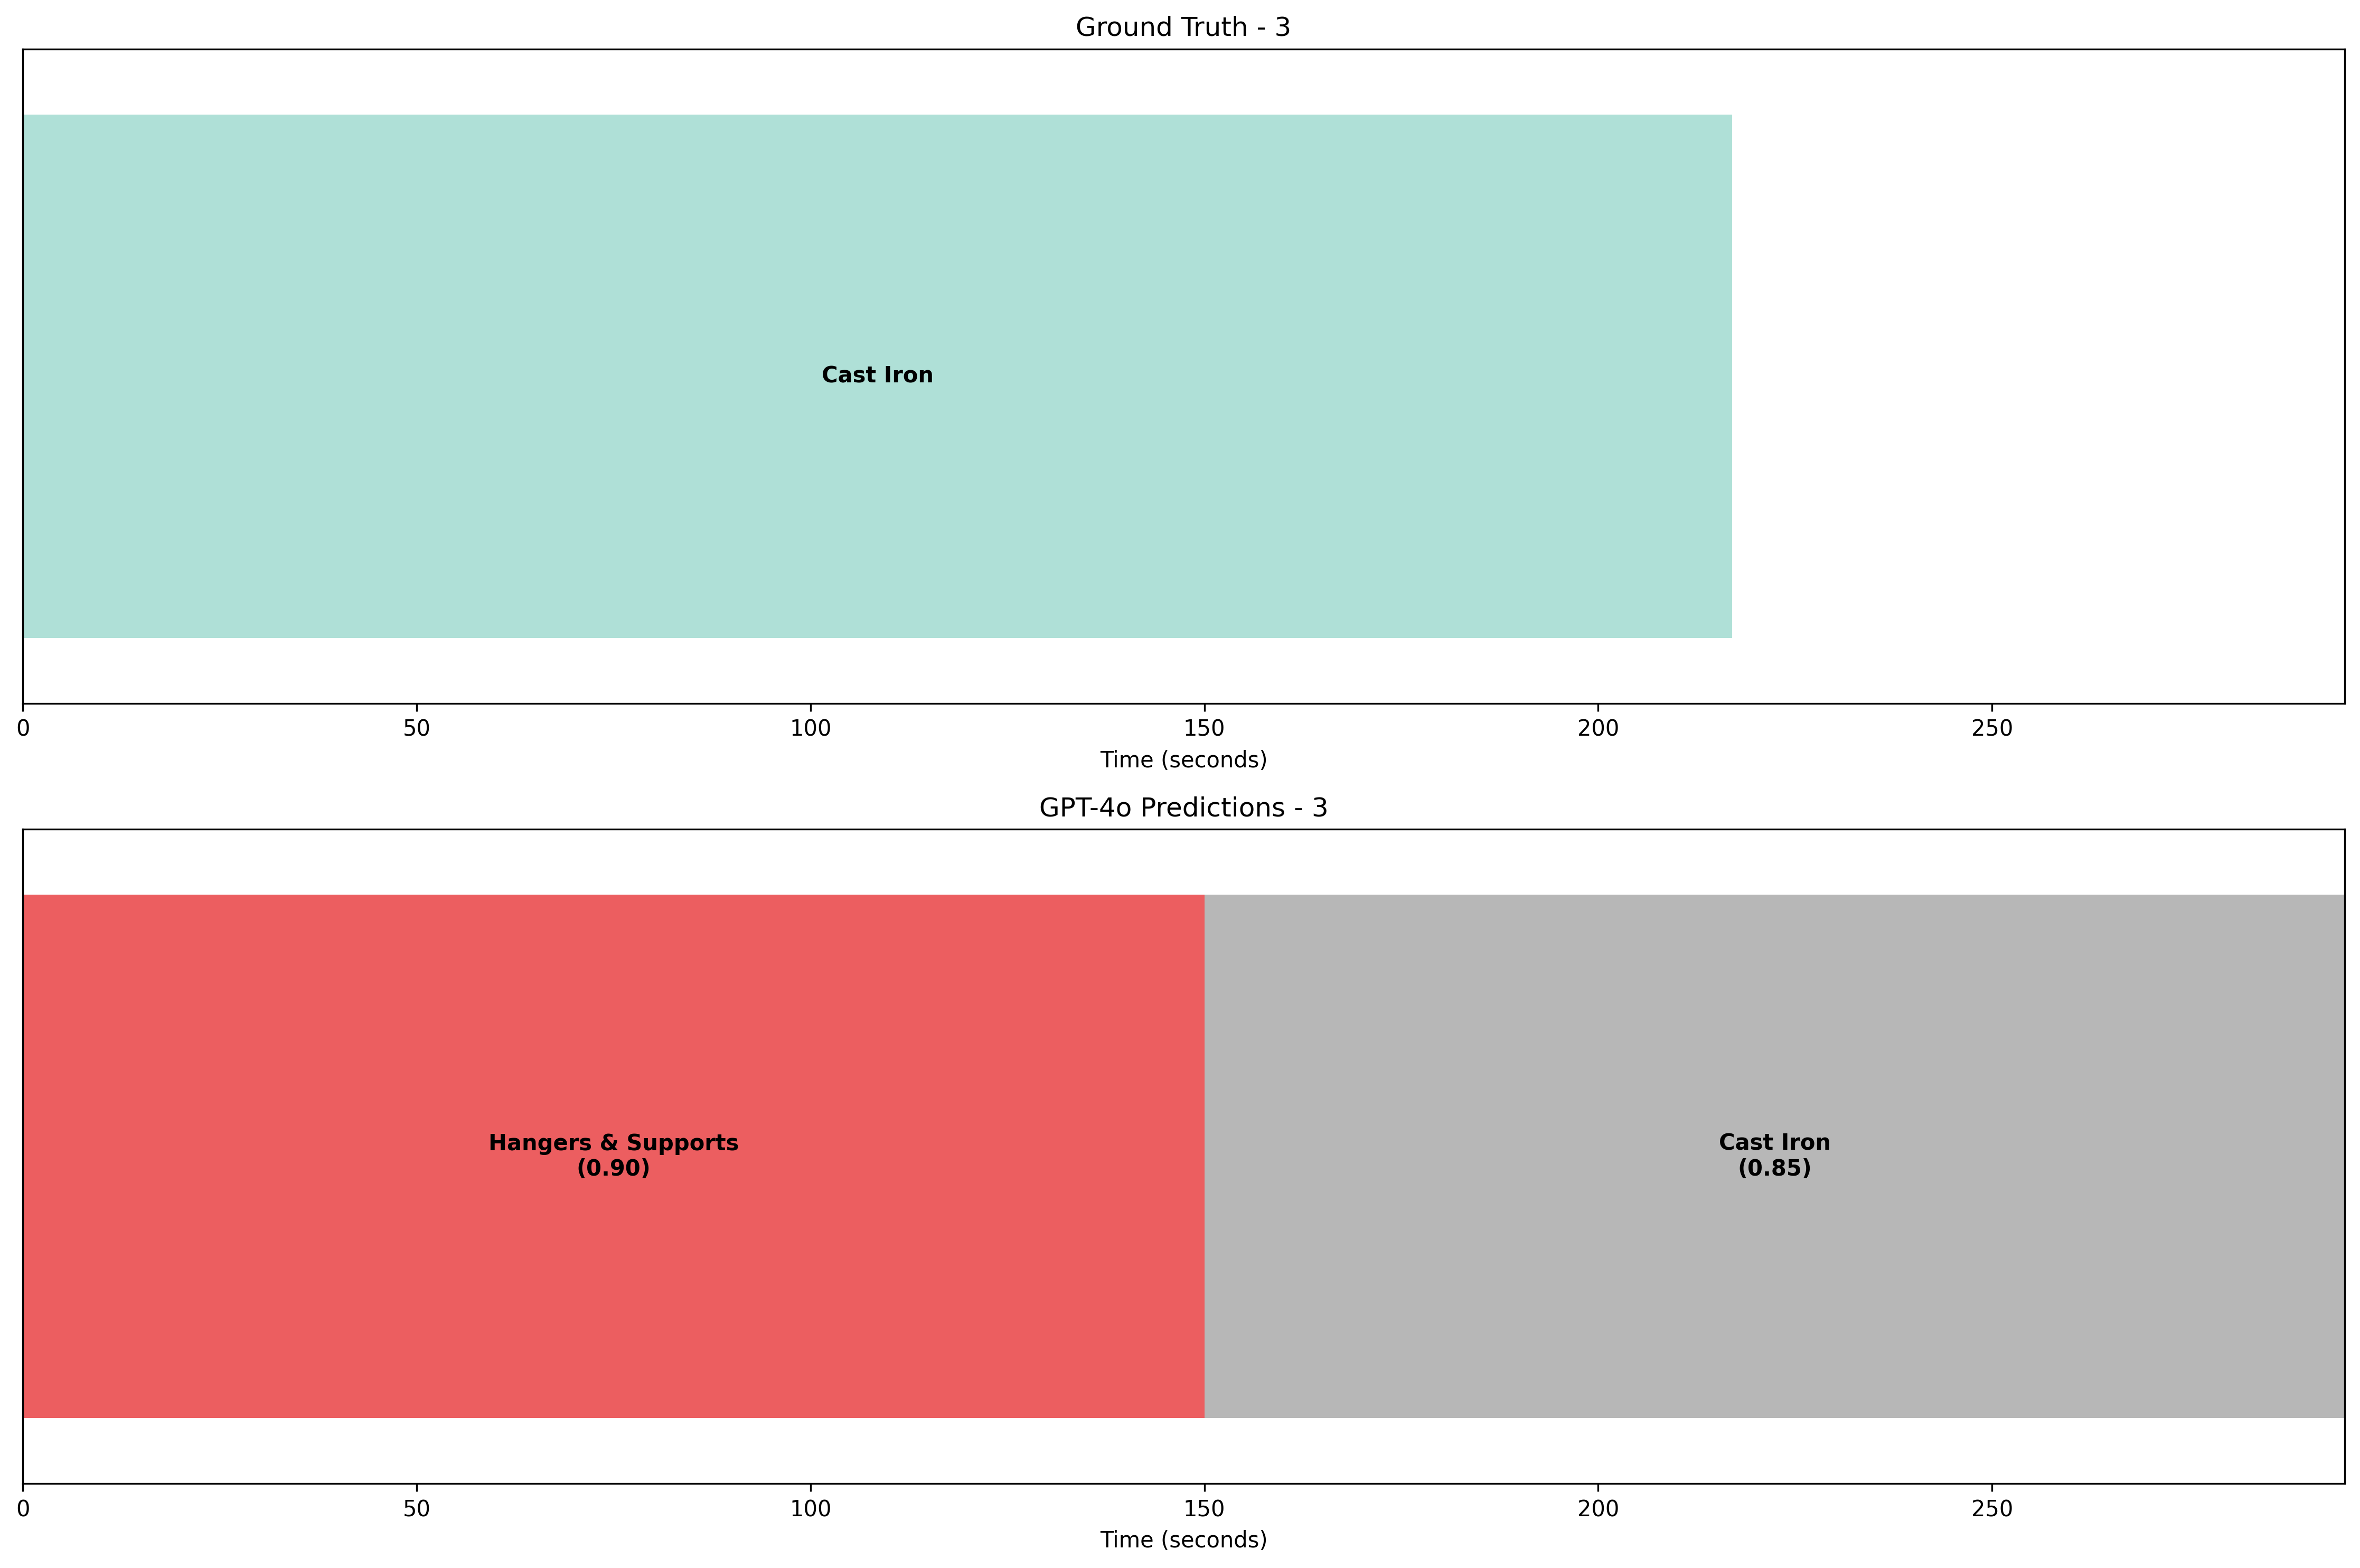 Ground Truth - 3
Cast Iron
0 50 100 150 200 250
Time (seconds)
GPT-4o Predictions - 3
Hangers & Supports
(0.90)
Cast Iron
(0.85)
0 50 100 150 200 250
Time (seconds)